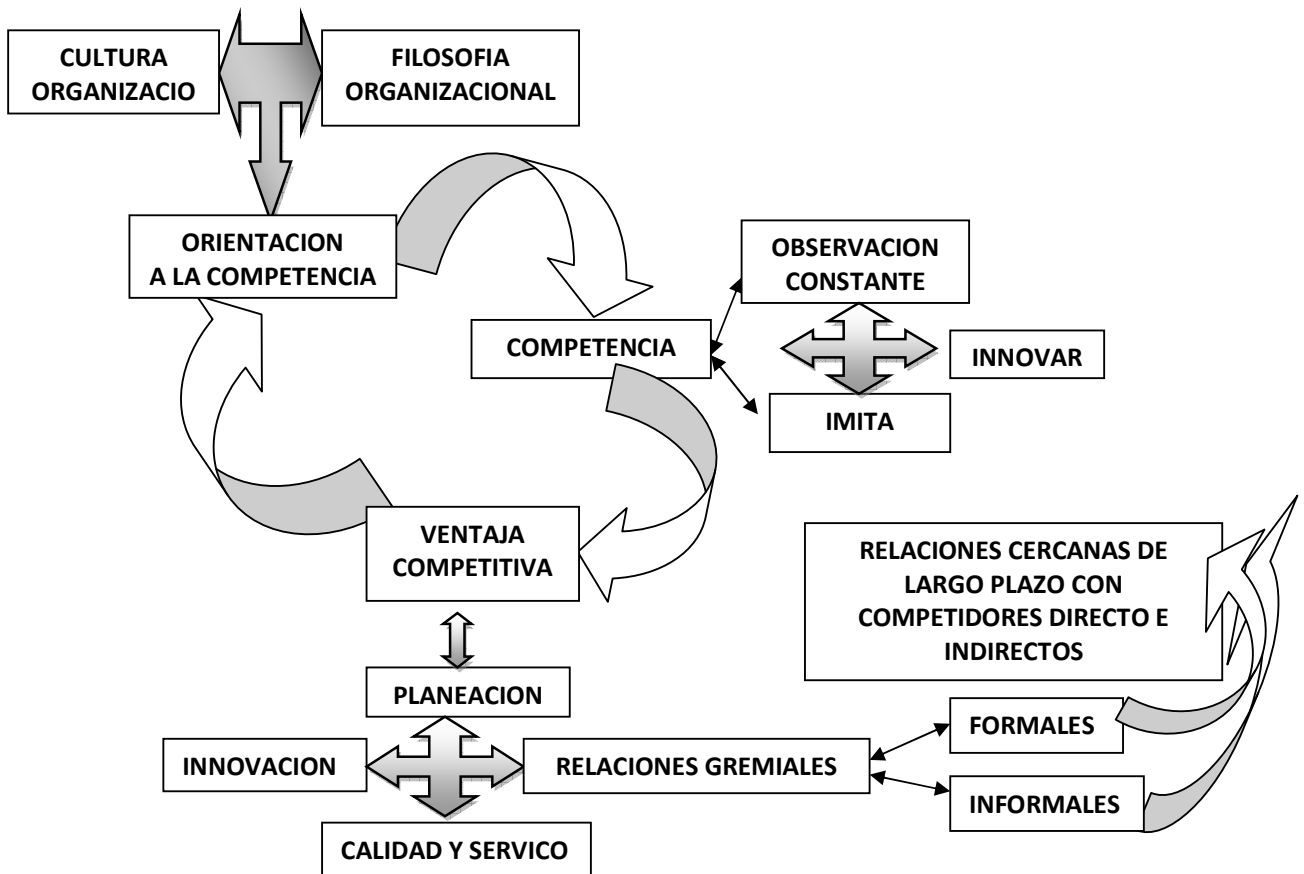 CULTURA
ORGANIZACIO
FILOSOFIA
ORGANIZACIONAL
ORIENTACION
A LA COMPETENCIA
OBSERVACION
CONSTANTE
COMPETENCIA
INNOVAR
IMITA
VENTAJA
COMPETITIVA
RELACIONES CERCANAS DE
LARGO PLAZO CON
COMPETIDORES DIRECTO E
INDIRECTOS
PLANEACION
FORMALES
INNOVACION
RELACIONES GREMIALES
INFORMALES
CALIDAD Y SERVICO